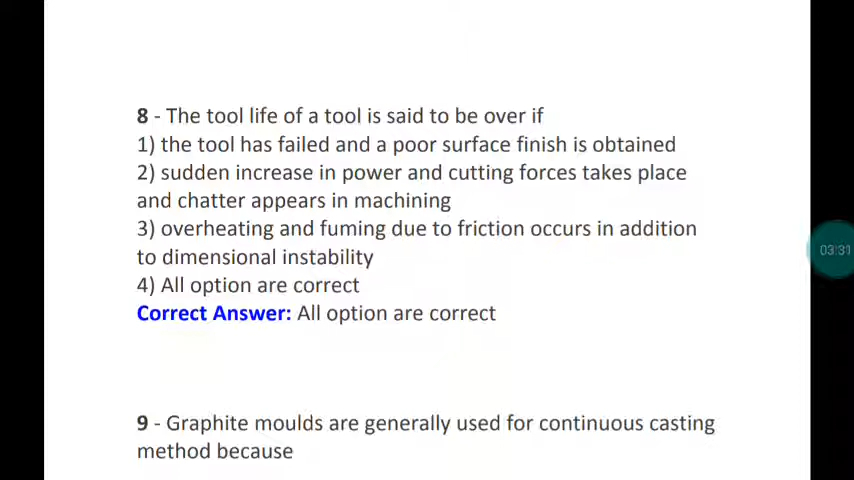 8 - The tool life of a tool is said to be over if
1) the tool has failed and a poor surface finish is obtained
2) sudden increase in power and cutting forces takes place
and chatter appears in machining
3) overheating and fuming due to friction occurs in addition
to dimensional instability
4) All option are correct
Correct Answer: All option are correct
03:31
9 - Graphite moulds are generally used for continuous casting
method because